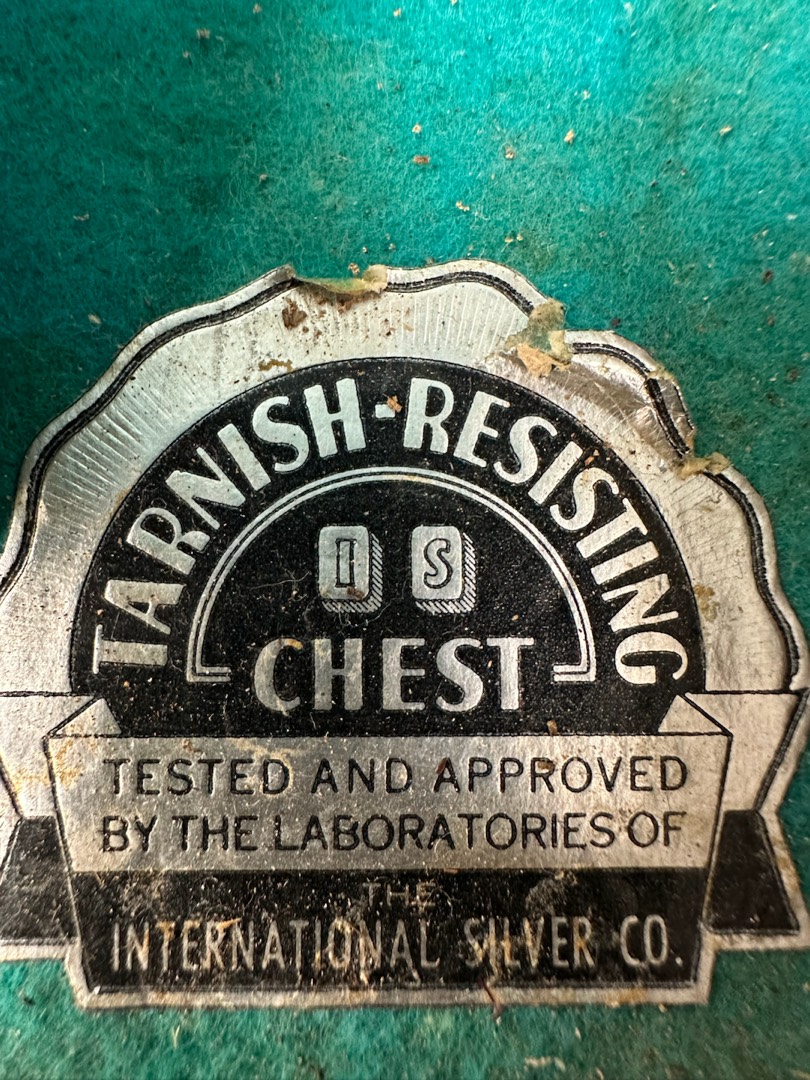 TARNISH-RESISTING
I S
CHEST
TESTED AND APPROVED
BY THE LABORATORIES OF
THE
INTERNATIONAL SILVER CO.